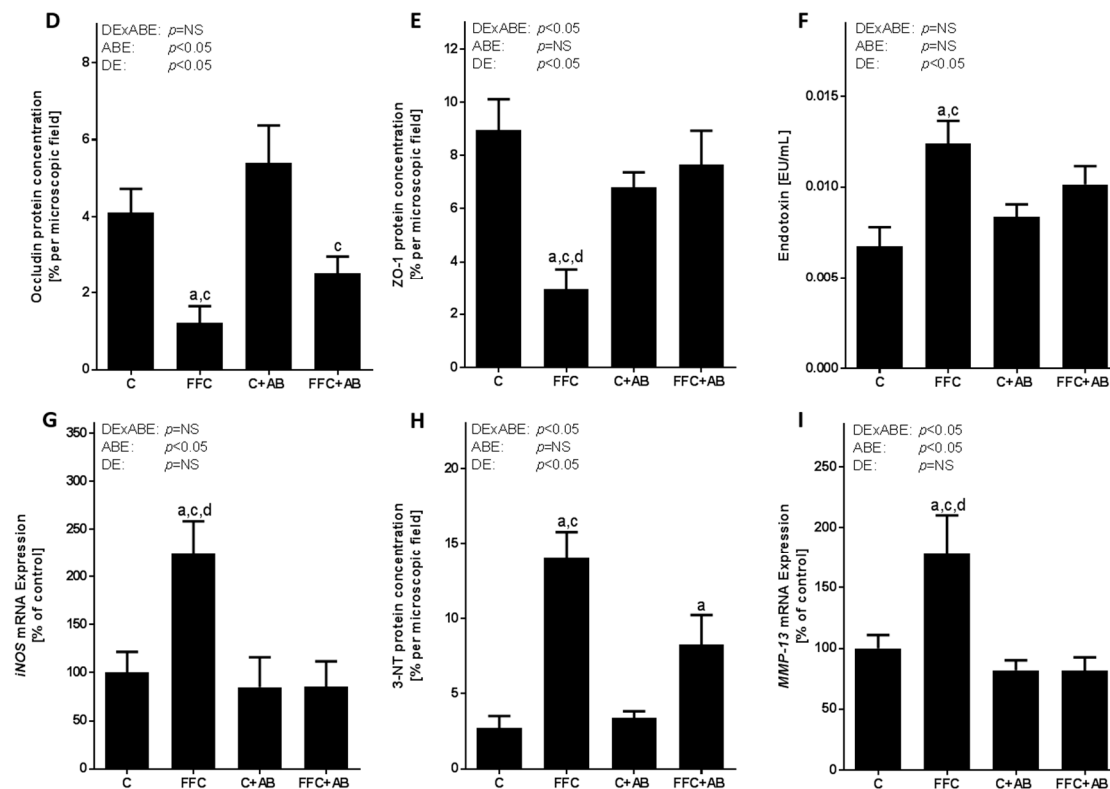 D
DExABE: p=NS
ABE: p<0.05
DE: p<0.05
Occludin protein concentration
[% per microscopic field]
8
6
4
2
0
a,c
c
C FFC C+AB FFC+AB
E
DExABE: p<0.05
ABE: p=NS
DE: p<0.05
ZO-1 protein concentration
[% per microscopic field]
12
10
8
6
4
2
0
a,c,d
C FFC C+AB FFC+AB
F
DExABE: p=NS
ABE: p=NS
DE: p<0.05
Endotoxin [EU/mL]
0.015
0.010
0.005
0.000
a,c
C FFC C+AB FFC+AB
G
DExABE: p=NS
ABE: p<0.05
DE: p=NS
iNOS mRNA Expression
[% of control]
350
300
250
200
150
100
50
0
a,c,d
C FFC C+AB FFC+AB
H
DExABE: p<0.05
ABE: p=NS
DE: p<0.05
3-NT protein concentration
[% per microscopic field]
20
15
10
5
0
a,c
a
C FFC C+AB FFC+AB
I
DExABE: p<0.05
ABE: p<0.05
DE: p=NS
MMP-13 mRNA Expression
[% of control]
250
200
150
100
50
0
a,c,d
C FFC C+AB FFC+AB